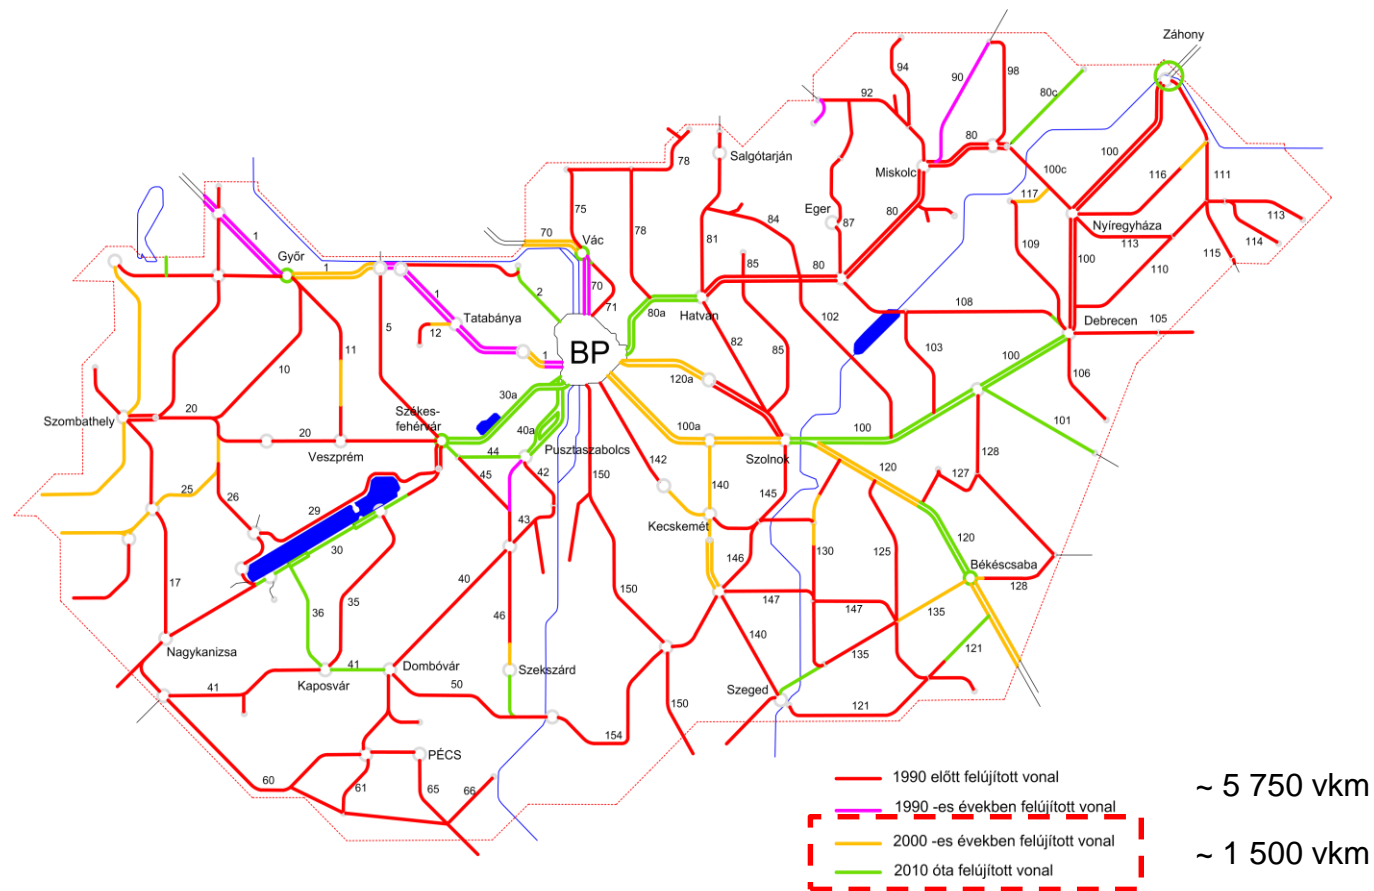 Záhony
94
90
98
80c
92
80
100
78
Salgótarján
Miskolc
100c
116
111
75
117
Eger
87
80
84
113
113
114
115
Nyíregyháza
78
81
109
110
1
Győr
70
Vác
85
80
100
1
1
2
70
71
80a
Hatvan
102
108
Debrecen
105
5
Tatabánya
12
11
10
1
BP
82
85
103
100
106
120a
30a
20
Szombathely
Székes-
fehérvár
40a
100a
100
101
20
Veszprém
44
Pusztaszabolcs
Szolnok
45
42
150
142
120
128
127
25
26
29
140
145
43
Kecskemét
30
130
125
120
146
Békéscsaba
17
40
128
36
35
46
150
147
147
135
140
Nagykanizsa
41
Dombóvár
Szekszárd
135
121
Kaposvár
41
50
Szeged
150
121
154
PÉCS
60
61
65
66
1990 előtt felújított vonal
~ 5 750 vkm
1990 -es években felújított vonal
2000 -es években felújított vonal
~ 1 500 vkm
2010 óta felújított vonal